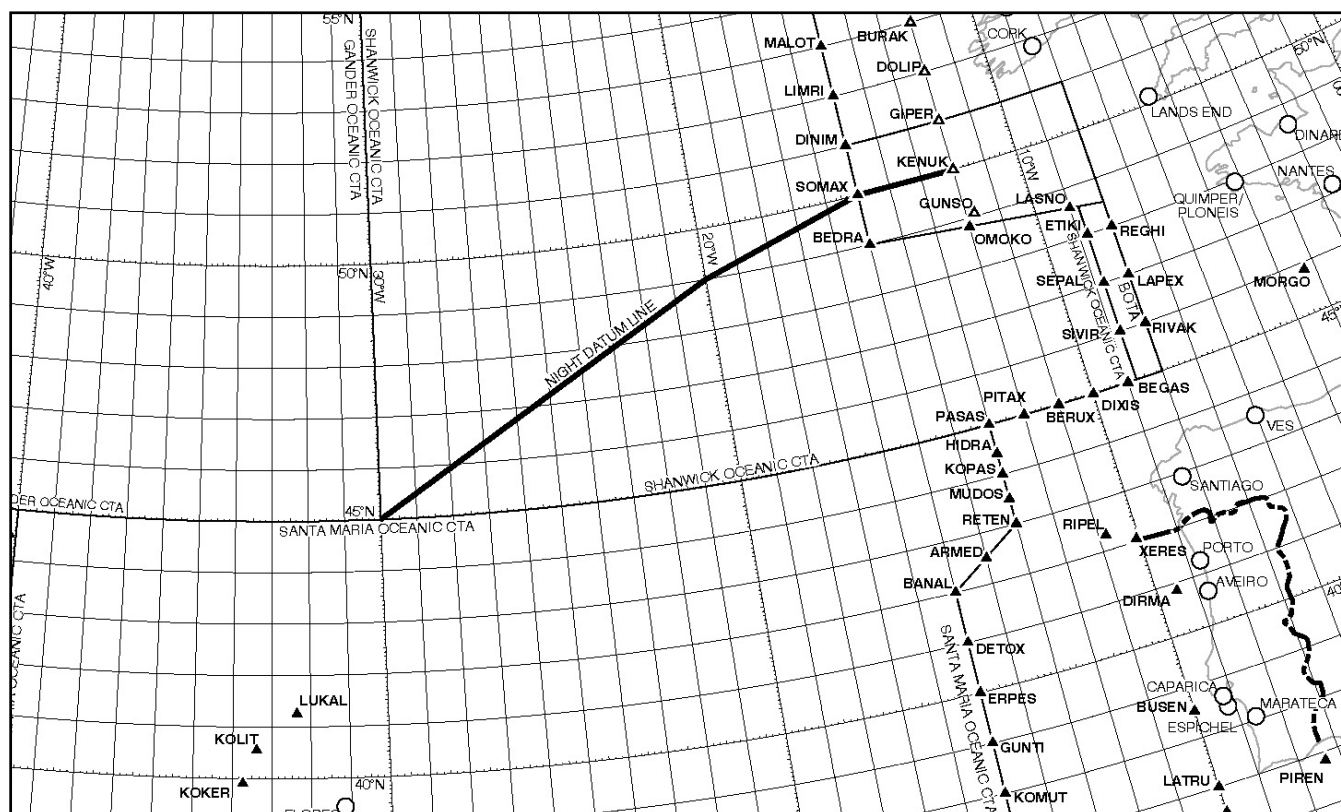 55°N
SHANWICK OCEANIC CTA
GANDER OCEANIC CTA
MALOT
BURAK
CORK
50°N
DOLIP
LIMRI
LANDS END
GIPER
DINIM
KENUK
10°W
NANTES
SOMAX
GUNSO
LASNO
QUIMPER/
PLONEIS
BEDRA
OMOKO
ETIKI
REGHI
20°W
40°W
50°N
30°W
SHANWICK OCEANIC CTA
SEPAL
LAPEX
MORGO
BOTA
NIGHT DATUM LINE
SIVIR
RIVAK
BEGAS
DIXIS
PITAX
BERUX
PASAS
VES
HIDRA
SHANWICK OCEANIC CTA
KOPAS
SANTIAGO
MUDOS
DER OCEANIC CTA
45°N
SANTA MARIA OCEANIC CTA
RETEN
RIPEL
XERES
PORTO
ARMED
AVEIRO
BANAL
DIRMA
DETOX
SANTA MARIA OCEANIC CTA
OCEANIC CTA
ERPES
CAPARICA
BUSEN
ESPICHEL
MARATECA
LUKAL
KOLIT
GUNTI
KOKER
40°N
LATRU
PIREN
KOMUT